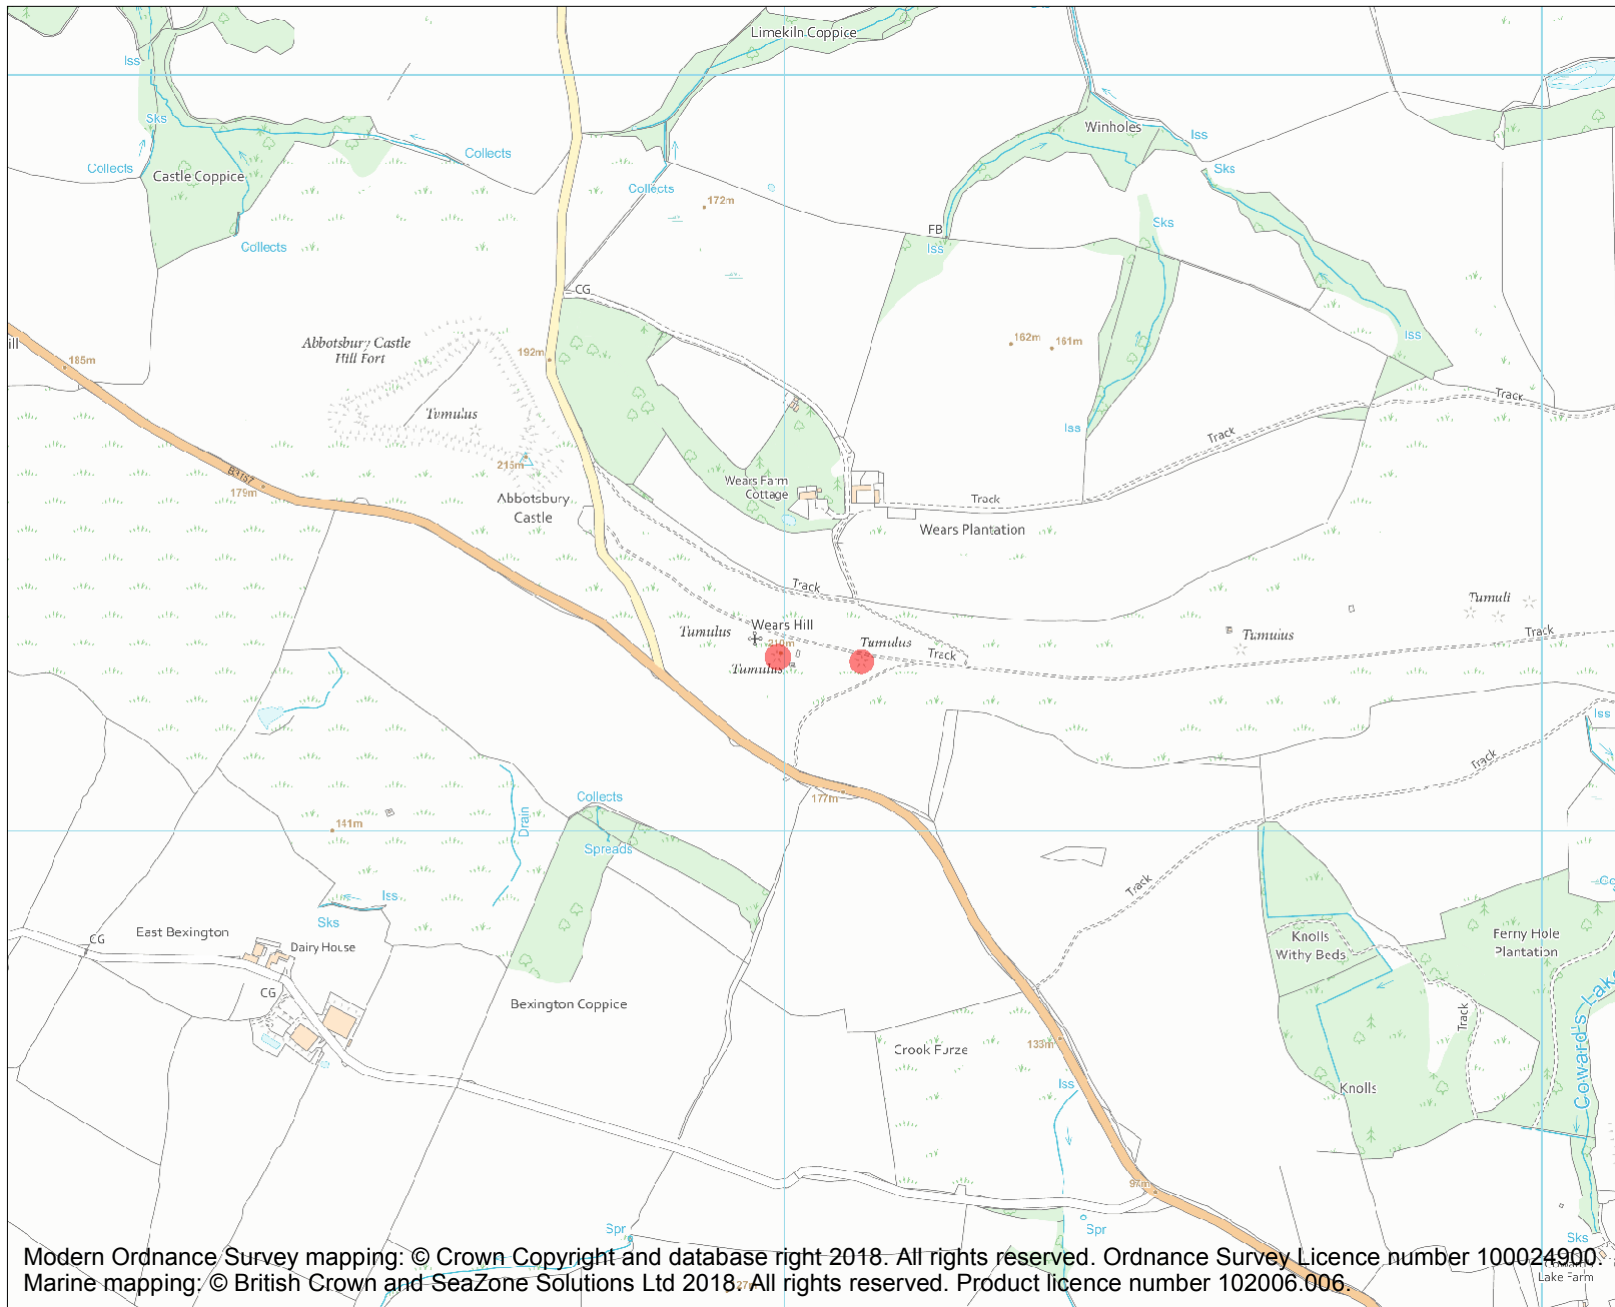 Limekiln Coppice
Iss
Sks
Collects
Castle Coppice
Collects
Collects
Collects
172m
Winholes
Iss
Sks
FB
Iss
Sks
CG
Abbotsbury Castle
Hill Fort
192m
185m
162m
161m
Iss
Tumulus
Track
Iss
Track
215m
179m
Abbotsbury
Castle
Wears Farm
Cottage
Track
Wears Plantation
Track
Tumuli
Tumulus
Wears Hill
Tumulus
Track
Tumulus
Track
Tumulus
Iss
Track
177m
Collects
141m
Drain
Spreads
Track
Iss
Sks
East Bexington
CG
Dairy House
CG
Bexington Coppice
Knolls
Withy Beds
Ferny Hole
Plantation
Track
Coward's Lake
Crook Furze
133m
Iss
Knolls
97m
Spr
Spr
Sks
Modern Ordnance Survey mapping: © Crown Copyright and database right 2018. All rights reserved. Ordnance Survey Licence number 100024900.
Marine mapping: © British Crown and SeaZone Solutions Ltd 2018. All rights reserved. Product licence number 102006.006.
Lake Farm